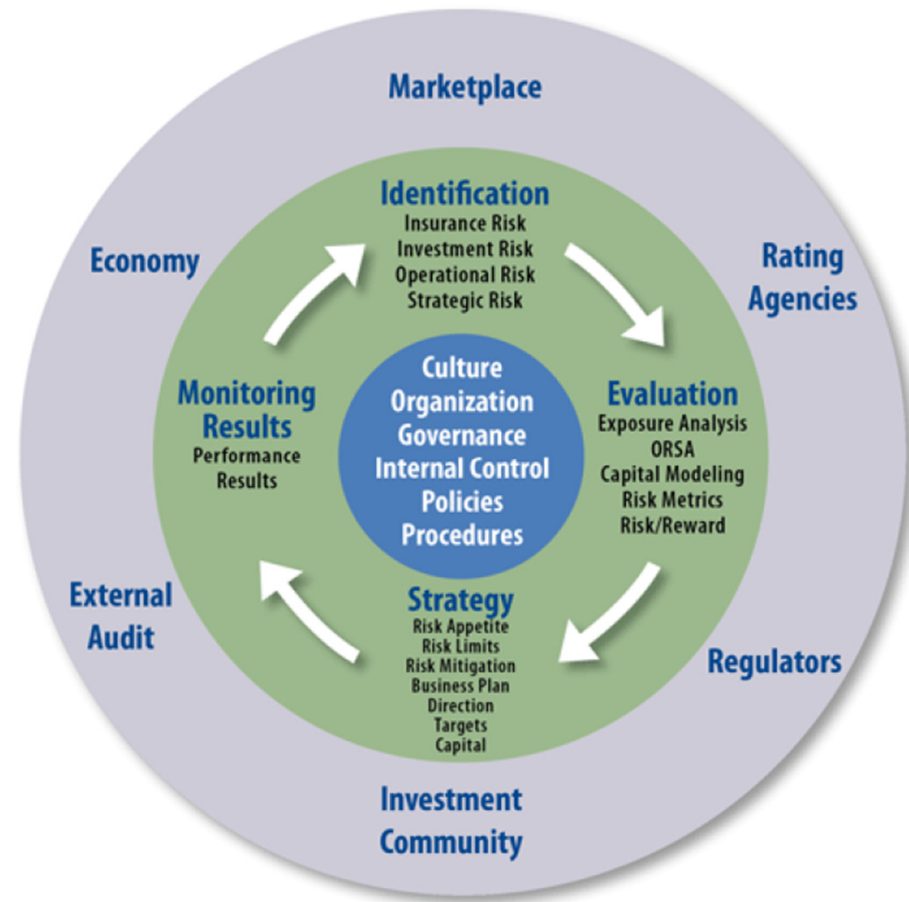 Marketplace
Identification
Insurance Risk
Investment Risk
Operational Risk
Strategic Risk
Economy
Rating
Agencies
Culture
Organization
Governance
Internal Control
Policies
Procedures
Monitoring
Results
Performance
Results
Evaluation
Exposure Analysis
ORSA
Capital Modeling
Risk Metrics
Risk/Reward
Strategy
Risk Appetite
Risk Limits
Risk Mitigation
Business Plan
Direction
Targets
Capital
External
Audit
Regulators
Investment
Community